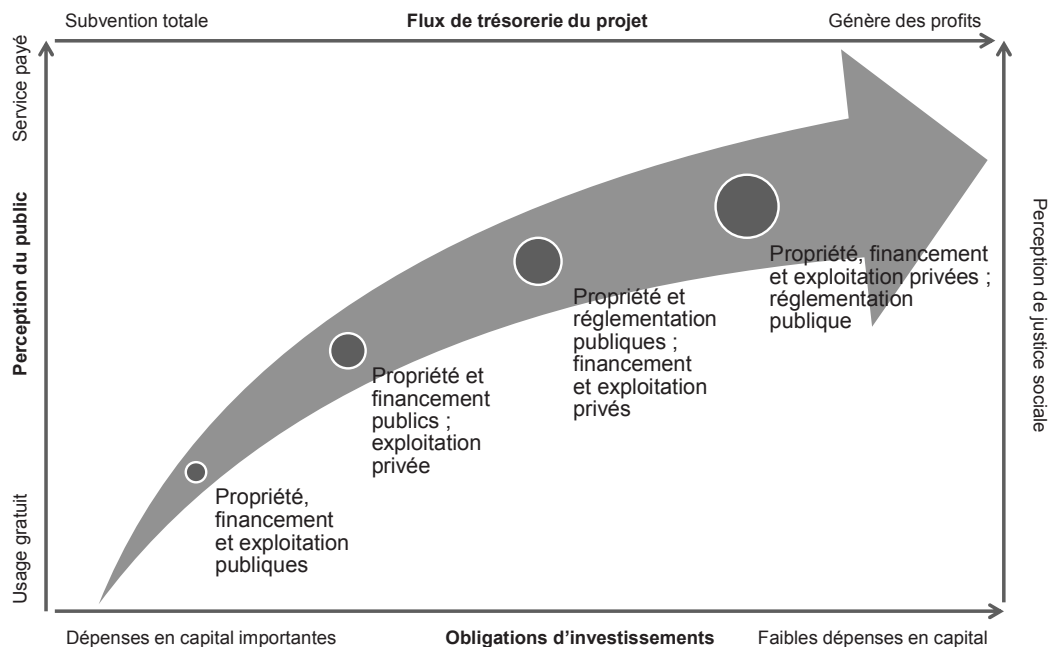 Subvention totale
Flux de trésorerie du projet
Génère des profits
Service payé
Perception du public
Usage gratuit
Propriété, financement
et exploitation privées ;
réglementation
publique
Propriété et
réglementation
publiques ;
financement
et exploitation
privés
Propriété et
financement
publics ;
exploitation
privée
Propriété,
financement
et exploitation
publiques
Perception de justice sociale
Dépenses en capital importantes
Obligations d’investissements
Faibles dépenses en capital